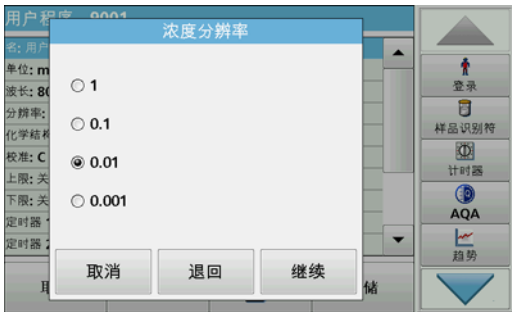 用户程序 9001
浓度分辨率
名: 用户
单位: m
波长: 80
分辨率:
化学结构
校准: C
上限: 关
下限: 关
定时器
定时器
1
0.1
0.01
0.001
取消
退回
继续
储
登录
样品识别符
计时器
AQA
趋势